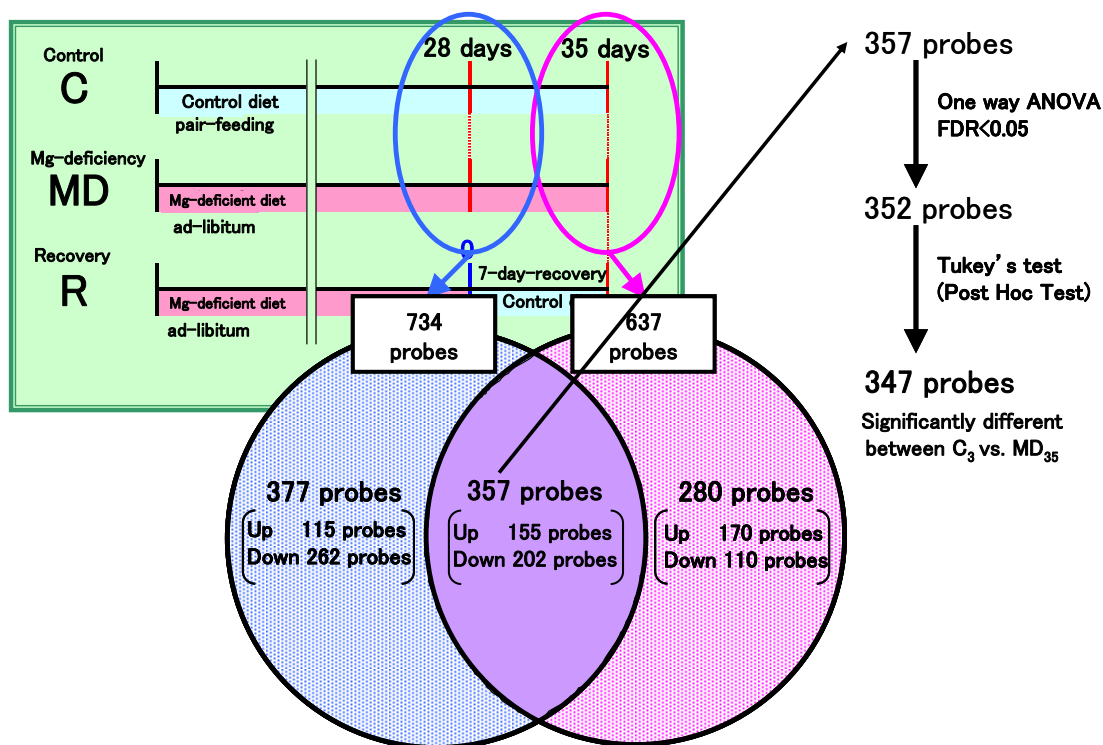 28 days
35 days
Control
C
Control diet
pair-feeding
Mg-deficiency
MD
Mg-deficient diet
ad-libitum
Recovery
R
0
7-day-recovery
Mg-deficient diet
Control
ad-libitum
734
probes
637
probes
377 probes
Up 115 probes
Down 262 probes
357 probes
Up 155 probes
Down 202 probes
280 probes
Up 170 probes
Down 110 probes
357 probes
One way ANOVA
FDR<0.05
352 probes
Tukey's test
(Post Hoc Test)
347 probes
Significantly different
between C3 vs. MD35